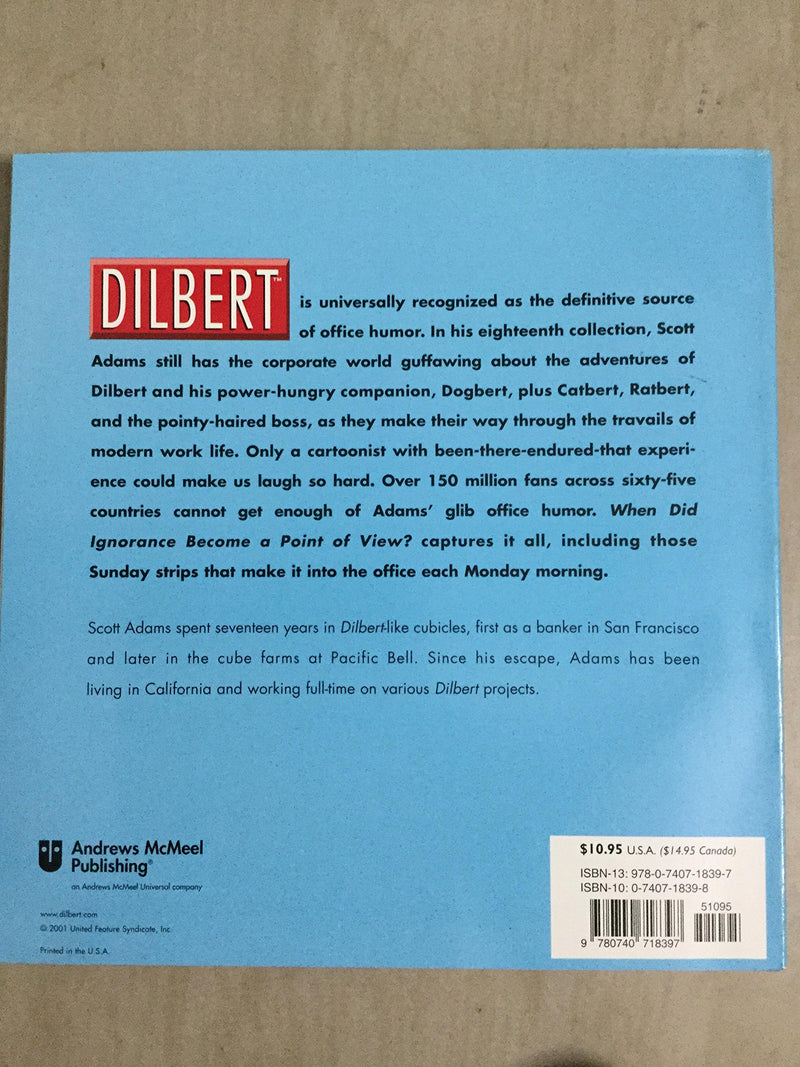 DILBERT™ is universally recognized as the definitive source
of office humor. In his eighteenth collection, Scott
Adams still has the corporate world guffawing about the adventures of
Dilbert and his power-hungry companion, Dogbert, plus Catbert, Ratbert,
and the pointy-haired boss, as they make their way through the travails of
modern work life. Only a cartoonist with been-there-endured-that experi-
ence could make us laugh so hard. Over 150 million fans across sixty-five
countries cannot get enough of Adams’ glib office humor. When Did
Ignorance Become a Point of View? captures it all, including those
Sunday strips that make it into the office each Monday morning.
Scott Adams spent seventeen years in Dilbert-like cubicles, first as a banker in San Francisco
and later in the cube farms at Pacific Bell. Since his escape, Adams has been
living in California and working full-time on various Dilbert projects.
Andrews McMeel
Publishing®
an Andrews McMeel Universal company
www.dilbert.com
© 2001 United Feature Syndicate, Inc.
Printed in the U.S.A.
$10.95 U.S.A. ($14.95 Canada)
ISBN-13: 978-0-7407-1839-7
ISBN-10: 0-7407-1839-8
51095
9 780740 718397